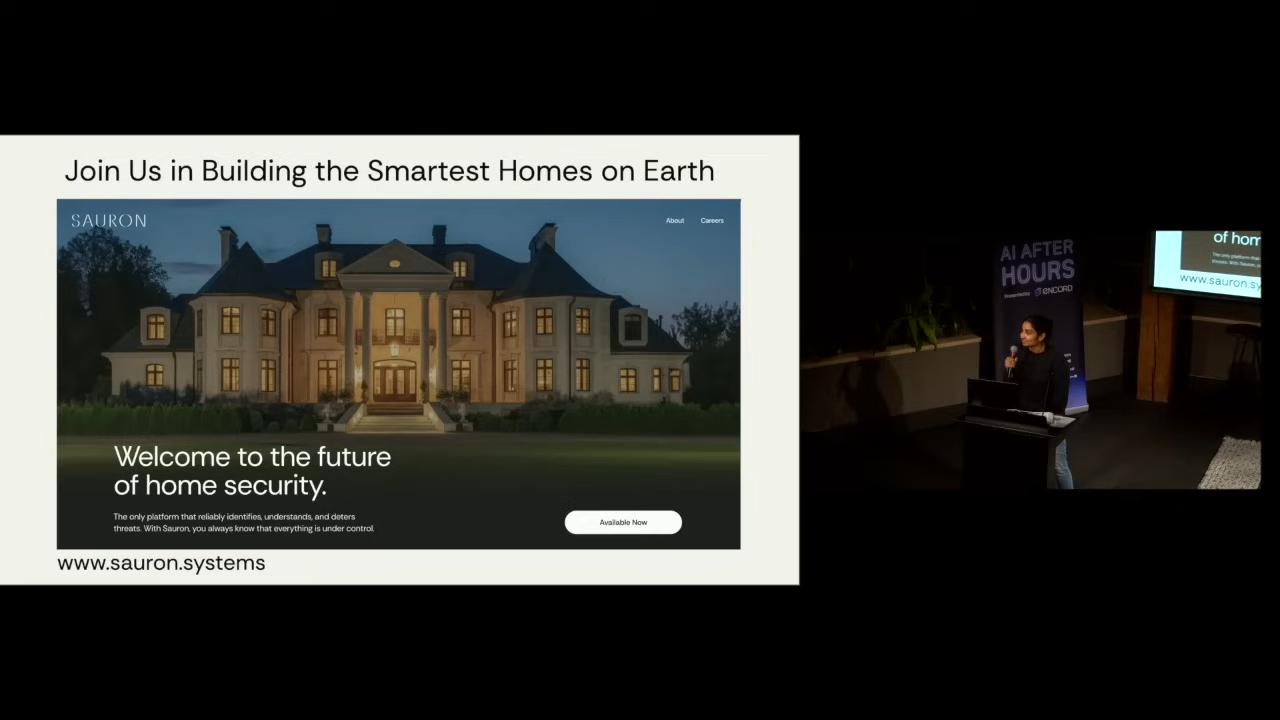 Join Us in Building the Smartest Homes on Earth
SAURON
About
Careers
Welcome to the future
of home security.
The only platform that reliably identifies, understands, and deters
threats. With Sauron, you always know that everything is under control.
Available Now
www.sauron.systems
AI AFTER
HOURS
Presented by ENCORD
of hom
www.sauron.sy